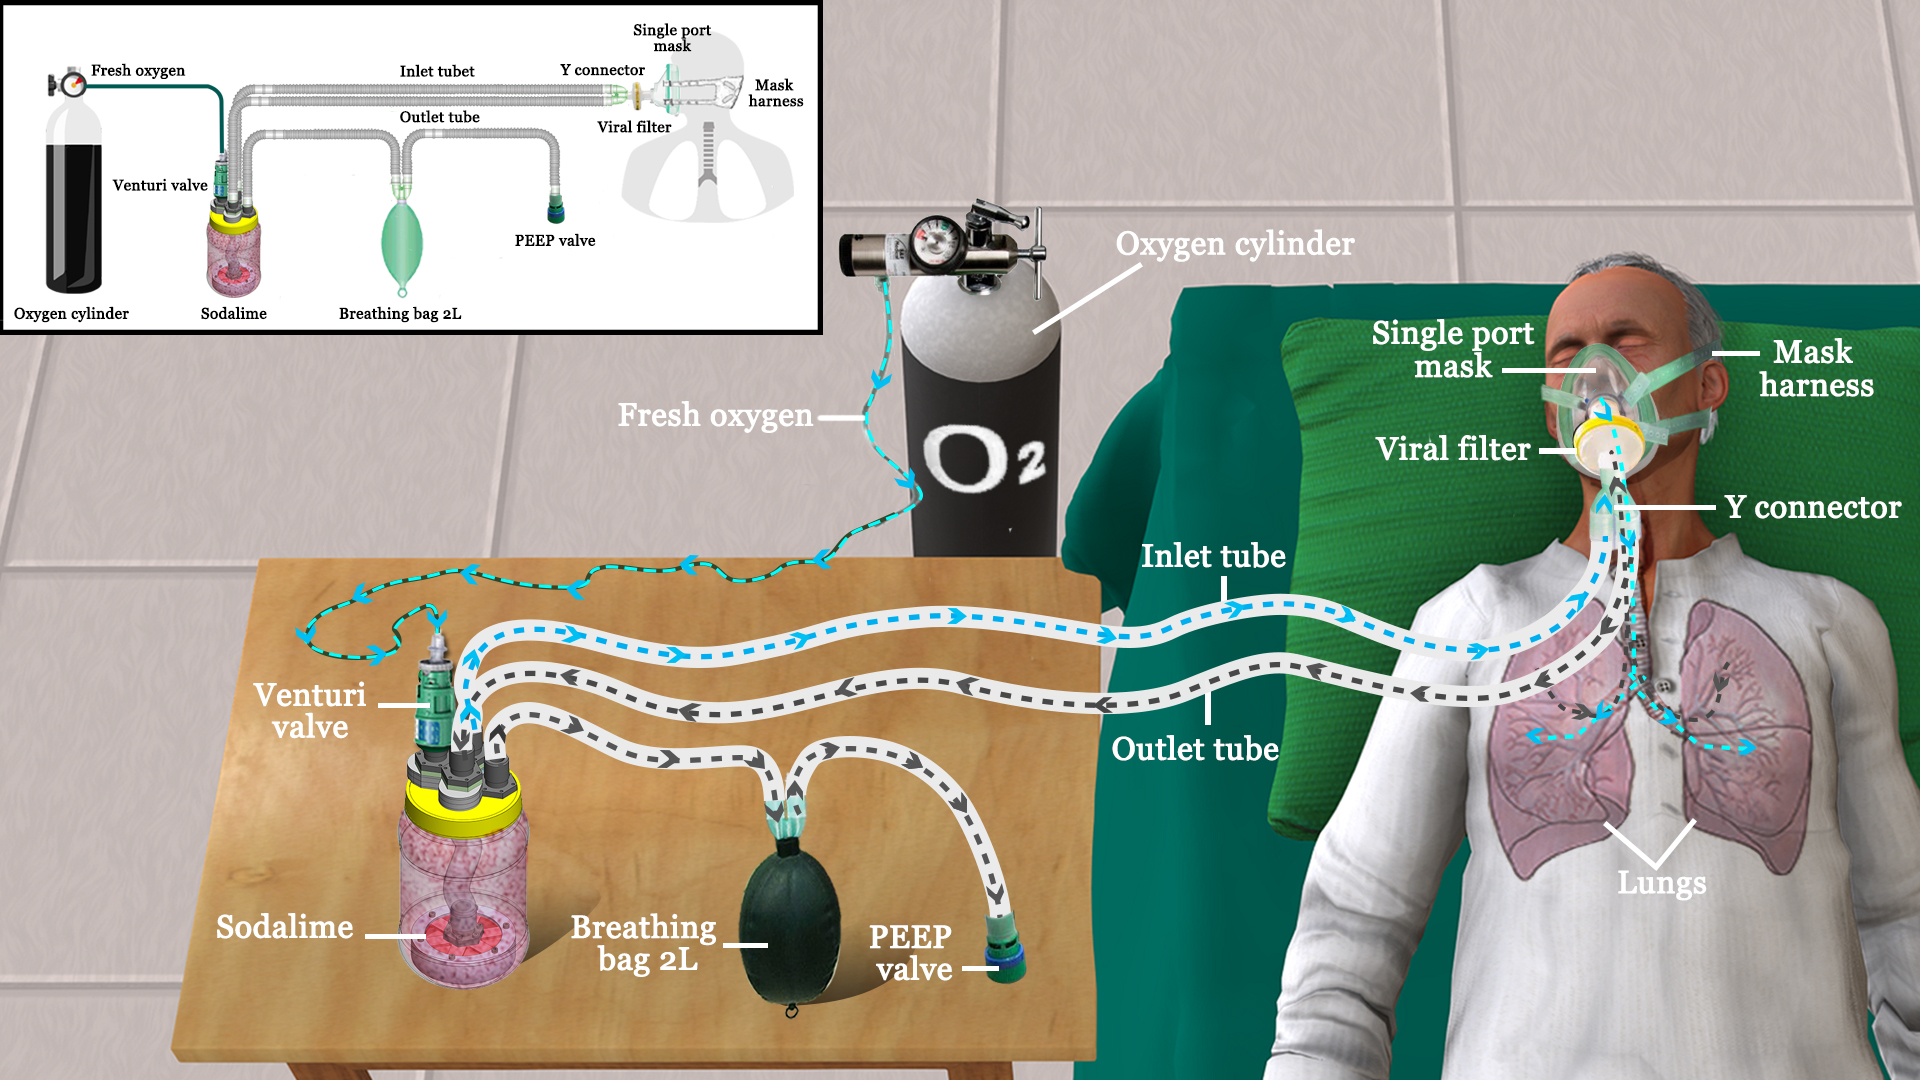 Single port
mask
Fresh oxygen
Inlet tubet
Y connector
Mask
harness
Outlet tube
Viral filter
Venturi valve
PEEP valve
Oxygen cylinder
Sodalime
Breathing bag 2L
Oxygen cylinder
Single port
mask
Mask
harness
Fresh oxygen
O2
Viral filter
Y connector
Inlet tube
Venturi
valve
Outlet tube
Lungs
Sodalime
Breathing
bag 2L
PEEP
valve